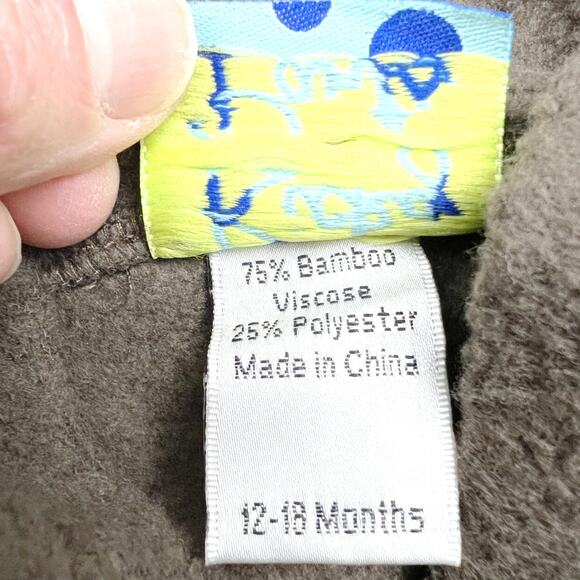 75% Bamboo
Viscose
25% Polyester
Made in China
12-18 Months